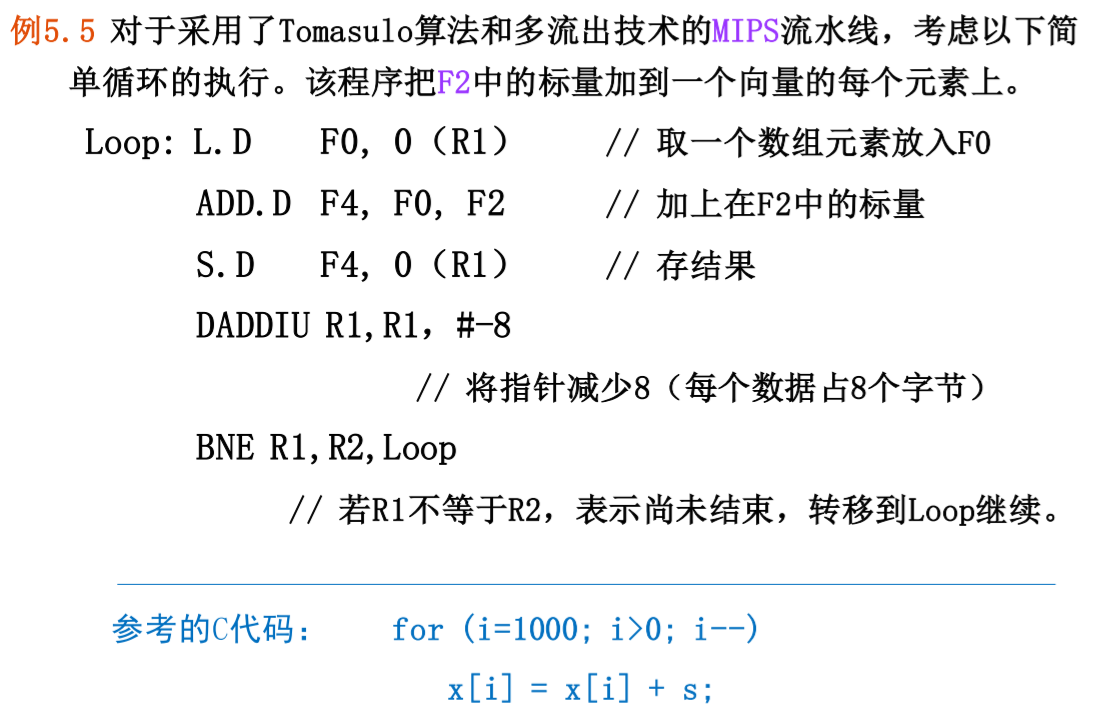 例5.5 对于采用了Tomasulo算法和多流出技术的MIPS流水线，考虑以下简
单循环的执行。该程序把F2中的标量加到一个向量的每个元素上。
Loop: L.D F0, 0（R1） // 取一个数组元素放入F0
ADD.D F4, F0, F2 // 加上在F2中的标量
S.D F4, 0（R1） // 存结果
DADDIU R1,R1，#-8
// 将指针减少8（每个数据占8个字节）
BNE R1,R2,Loop
// 若R1不等于R2，表示尚未结束，转移到Loop继续。
参考的C代码： for (i=1000; i>0; i--)
x[i] = x[i] + s;